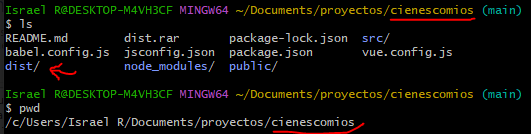 Israel R@DESKTOP-M4VH3CF MINGW64 ~/Documents/proyectos/cienescomios (main)
$ ls
README.md dist.rar package-lock.json src/
babel.config.js jsconfig.json package.json vue.config.js
dist/ node_modules/ public/
Israel R@DESKTOP-M4VH3CF MINGW64 ~/Documents/proyectos/cienescomios (main)
$ pwd
/c/Users/Israel R/Documents/proyectos/cienescomios